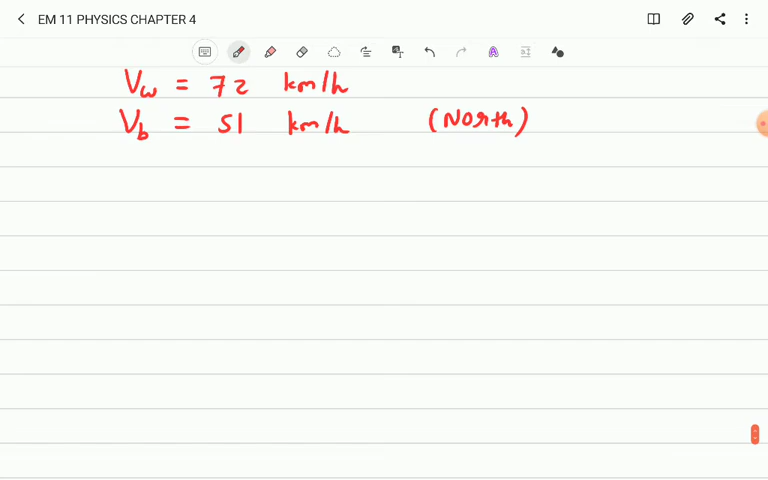 EM 11 PHYSICS CHAPTER 4
Vw = 72 km/h
Vb = 51 km/h (North)